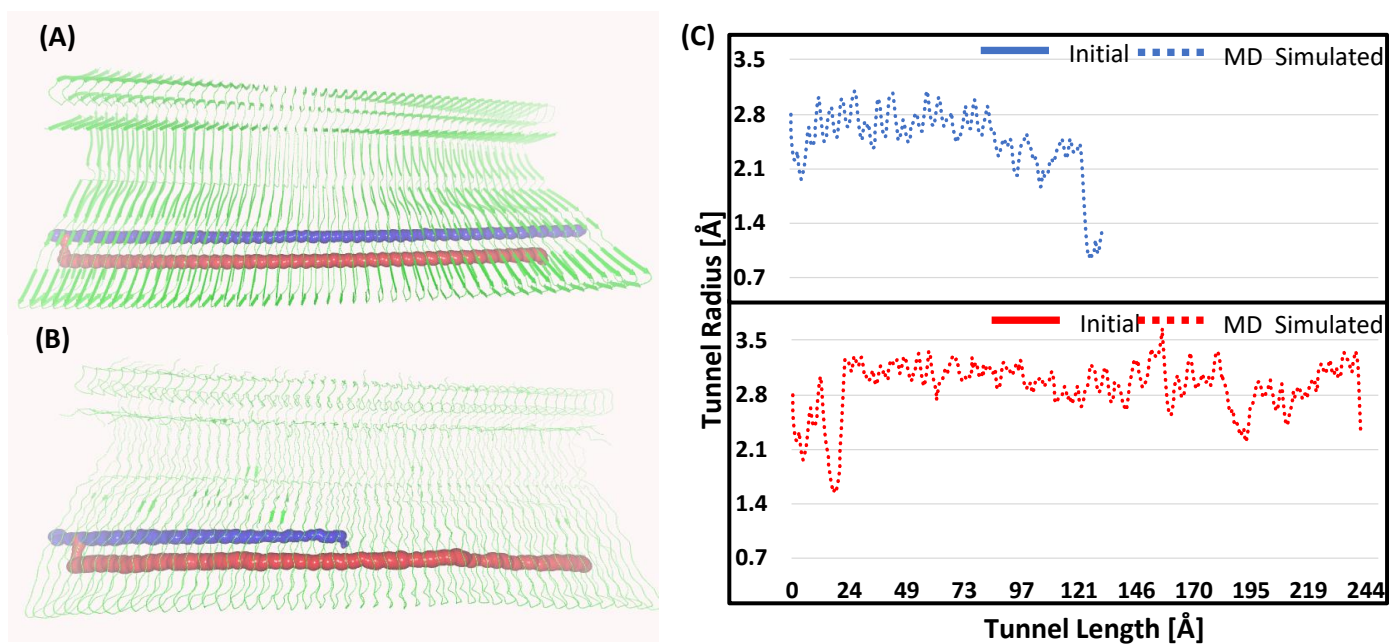 (A)
(B)
(C)
Initial MD Simulated
3.5
2.8
2.1
1.4
0.7
Initial MD Simulated
3.5
2.8
2.1
1.4
0.7
Tunnel Radius [Å]
0 24 49 73 97 121 146 170 195 219 244
Tunnel Length [Å]